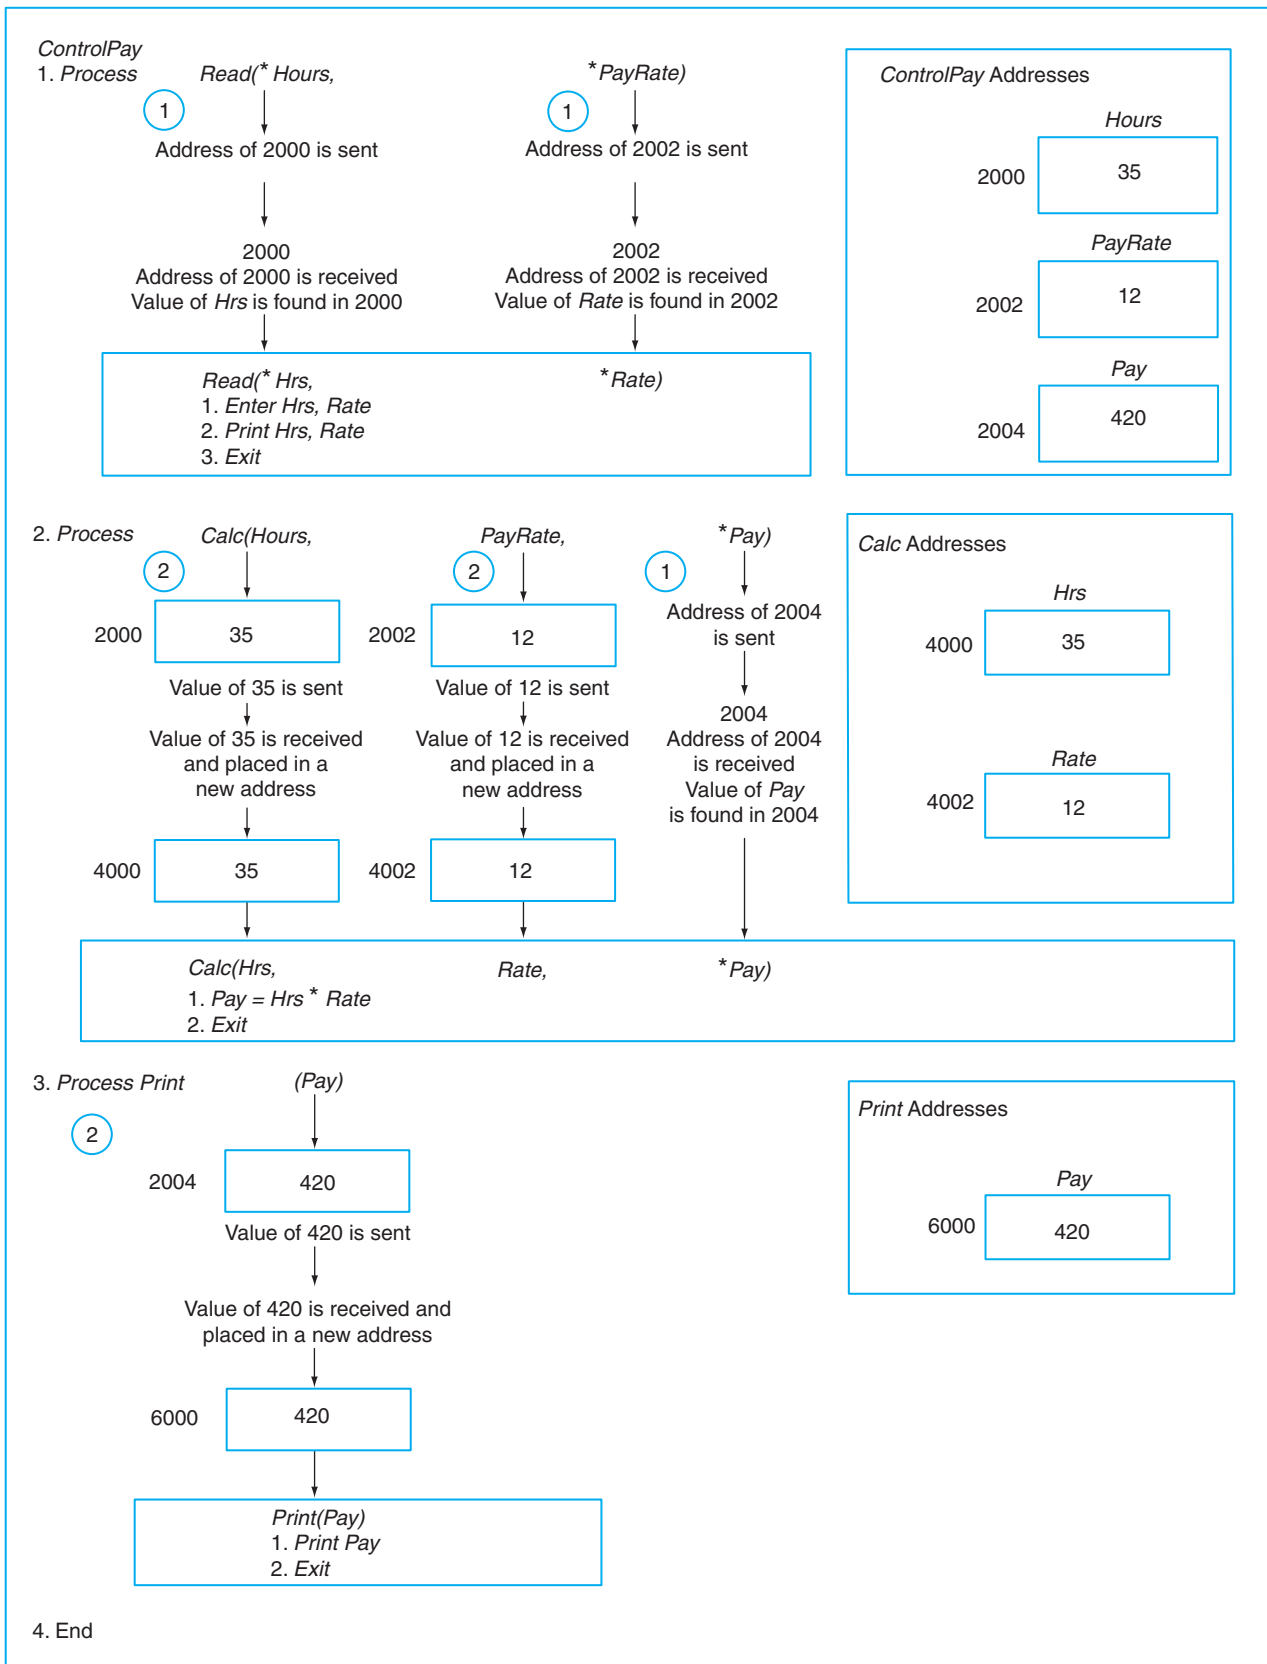 ControlPay
1. Process Read(* Hours, *PayRate)
1 1
Address of 2000 is sent Address of 2002 is sent
2000 2002
Address of 2000 is received Address of 2002 is received
Value of Hrs is found in 2000 Value of Rate is found in 2002
Read(* Hrs, *Rate)
1. Enter Hrs, Rate
2. Print Hrs, Rate
3. Exit
ControlPay Addresses
Hours
2000 35
PayRate
2002 12
Pay
2004 420
2. Process Calc(Hours, PayRate, *Pay)
2 2 1
2000 35 2002 12 Address of 2004
is sent
Value of 35 is sent Value of 12 is sent
2004
Value of 35 is received Value of 12 is received Address of 2004
and placed in a and placed in a is received
new address new address Value of Pay
is found in 2004
4000 35 4002 12
Calc(Hrs, Rate, *Pay)
1. Pay = Hrs * Rate
2. Exit
Calc Addresses
Hrs
4000 35
Rate
4002 12
3. Process Print (Pay)
2
2004 420
Value of 420 is sent
Value of 420 is received and
placed in a new address
6000 420
Print(Pay)
1. Print Pay
2. Exit
Print Addresses
Pay
6000 420
4. End